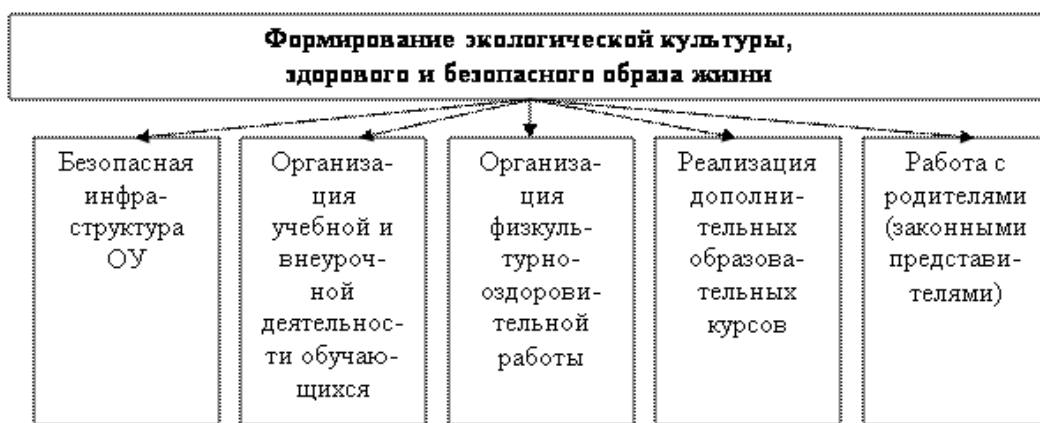 Формирование экологической культуры,
здорового и безопасного образа жизни
Безопасная
инфра-
структура
ОУ
Организа-
ция
учебной и
внеуроч-
ной
деятельнос-
ти обучаю-
щихся
Организа-
ция
физкуль-
турно-
оздорови-
тельной
работы
Реализация
дополни-
тельных
образова-
тельных
курсов
Работа с
родителями
(законными
представи-
телями)